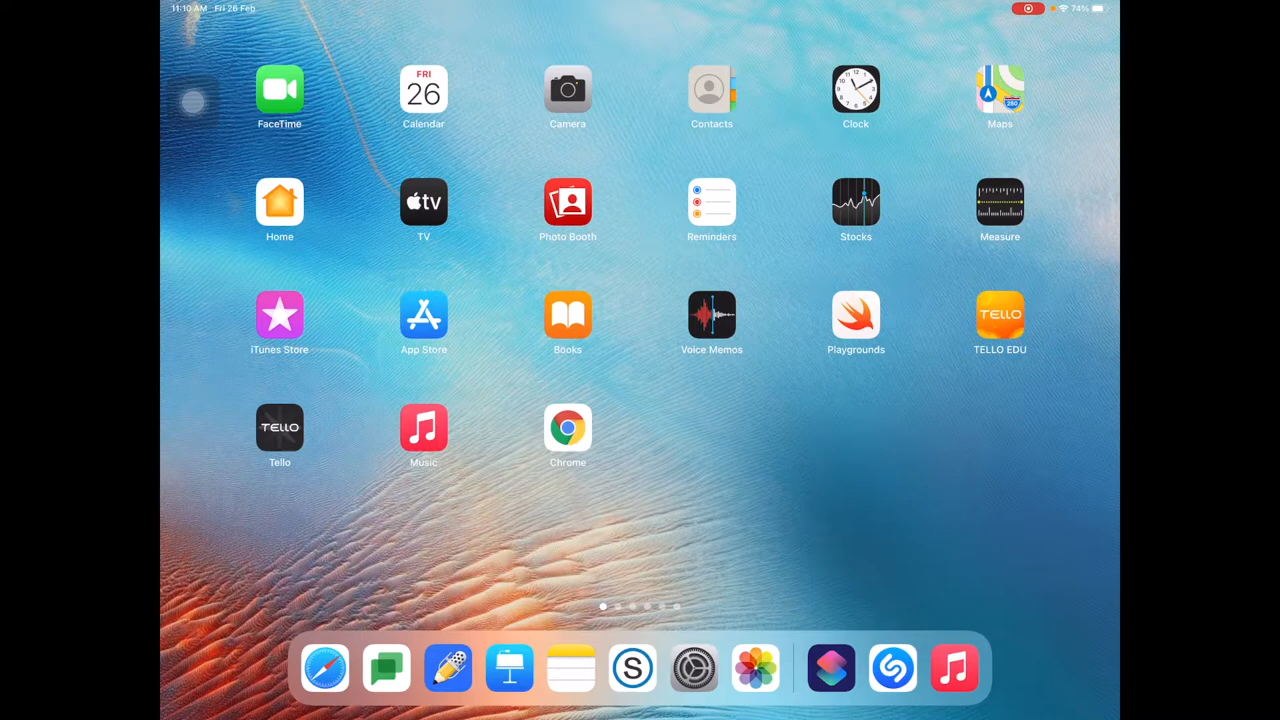 11:10 AM Fri 26 Feb
74%
FRI
26
280
FaceTime Calendar Camera Contacts Clock Maps
tv
Home TV Photo Booth Reminders Stocks Measure
TELLO
iTunes Store App Store Books Voice Memos Playgrounds TELLO EDU
TELLO
Tello Music Chrome
S